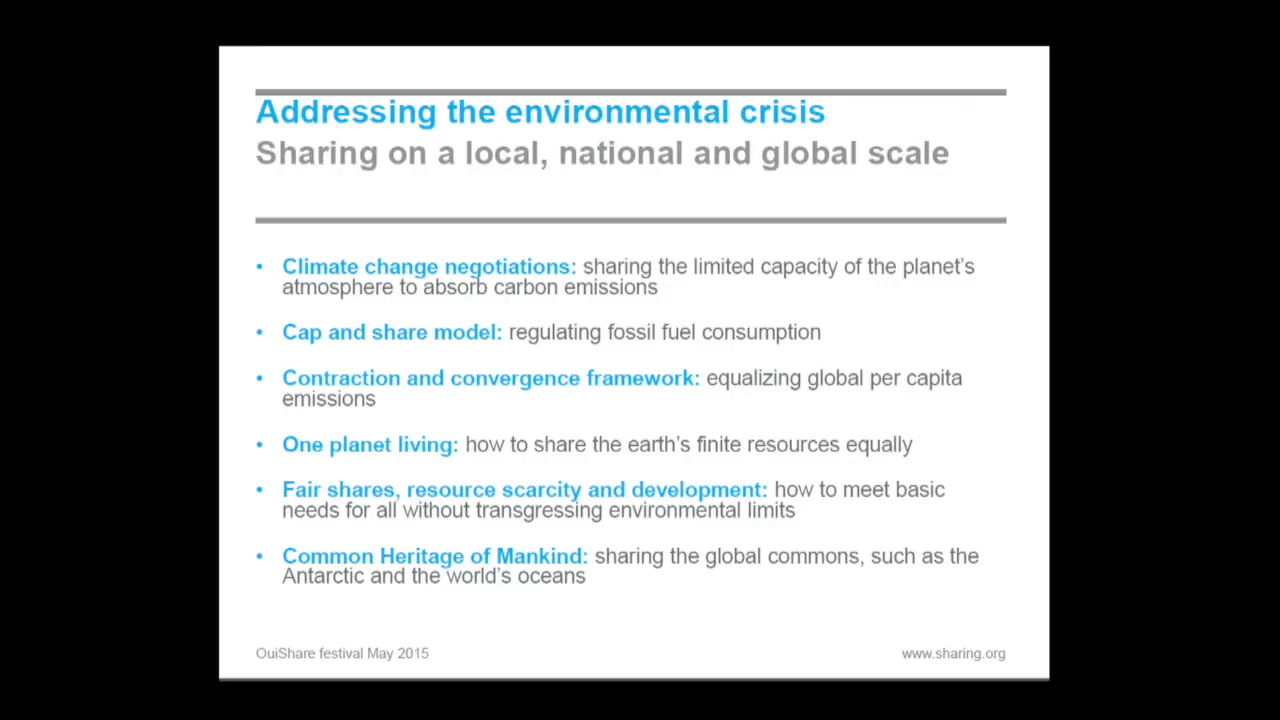 Addressing the environmental crisis
Sharing on a local, national and global scale
• Climate change negotiations: sharing the limited capacity of the planet's
atmosphere to absorb carbon emissions
• Cap and share model: regulating fossil fuel consumption
• Contraction and convergence framework: equalizing global per capita
emissions
• One planet living: how to share the earth's finite resources equally
• Fair shares, resource scarcity and development: how to meet basic
needs for all without transgressing environmental limits
• Common Heritage of Mankind: sharing the global commons, such as the
Antarctic and the world's oceans
OuiShare festival May 2015
www.sharing.org